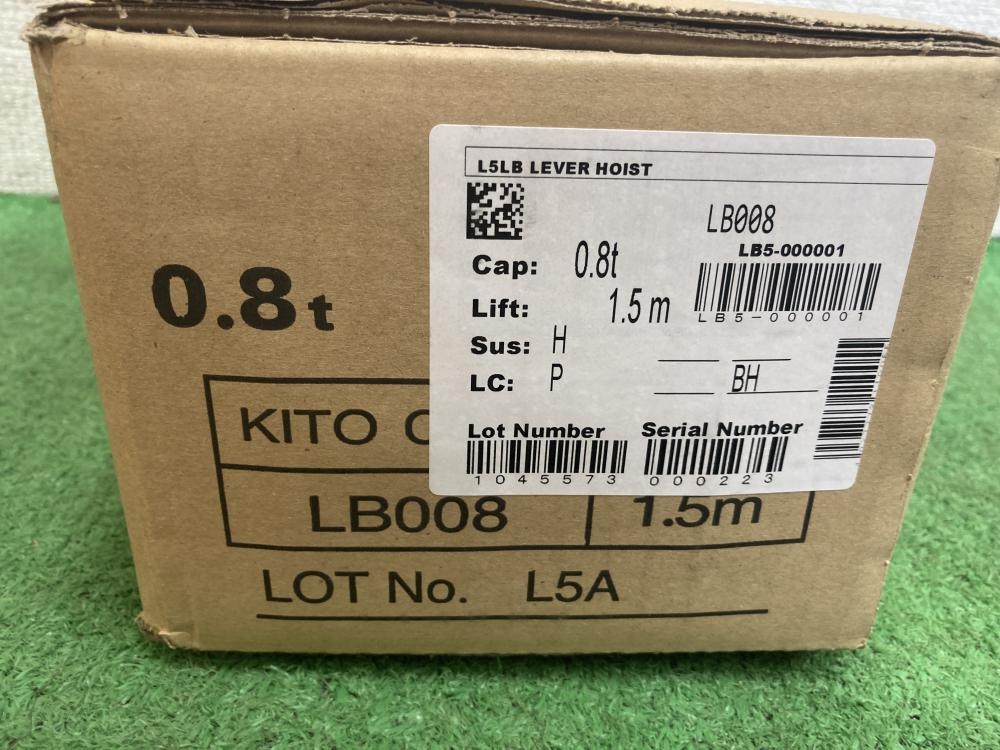 L5LB LEVER HOIST
LB008
LB5-000001
Cap: 0.8t
LB5-000001
Lift: 1.5 m
Sus: H
LC: P
BH
Lot Number Serial Number
1045573 000223
0.8t
KITO
LB008 1.5m
LOT No. L5A